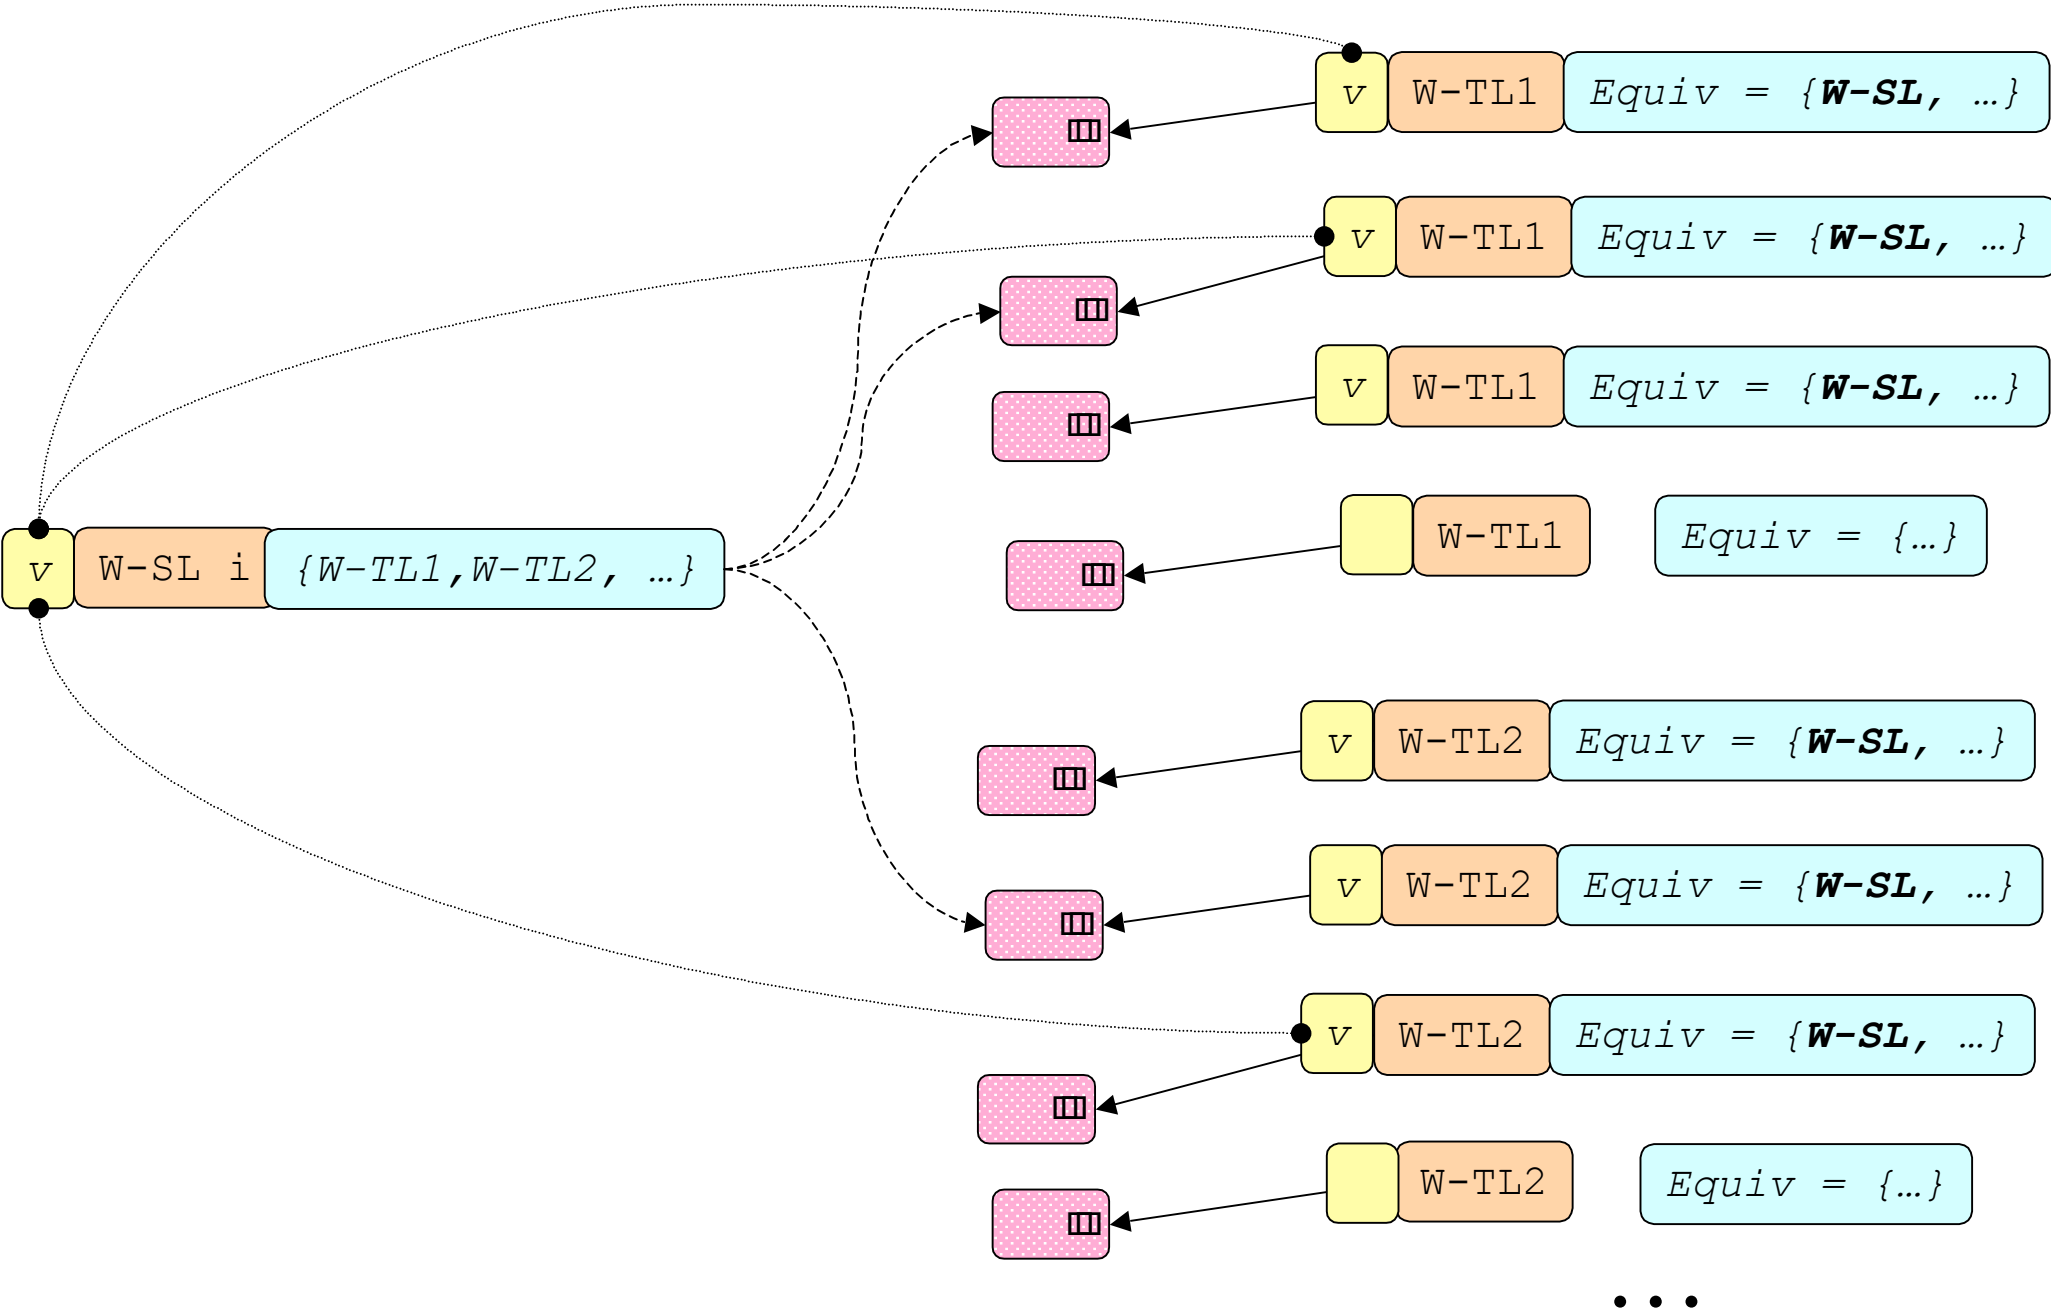 v W-TL1 Equiv = {W-SL, …}
v W-TL1 Equiv = {W-SL, …}
v W-TL1 Equiv = {W-SL, …}
W-TL1 Equiv = {…}
v W-SL i {W-TL1,W-TL2, …}
v W-TL2 Equiv = {W-SL, …}
v W-TL2 Equiv = {W-SL, …}
v W-TL2 Equiv = {W-SL, …}
W-TL2 Equiv = {…}
...